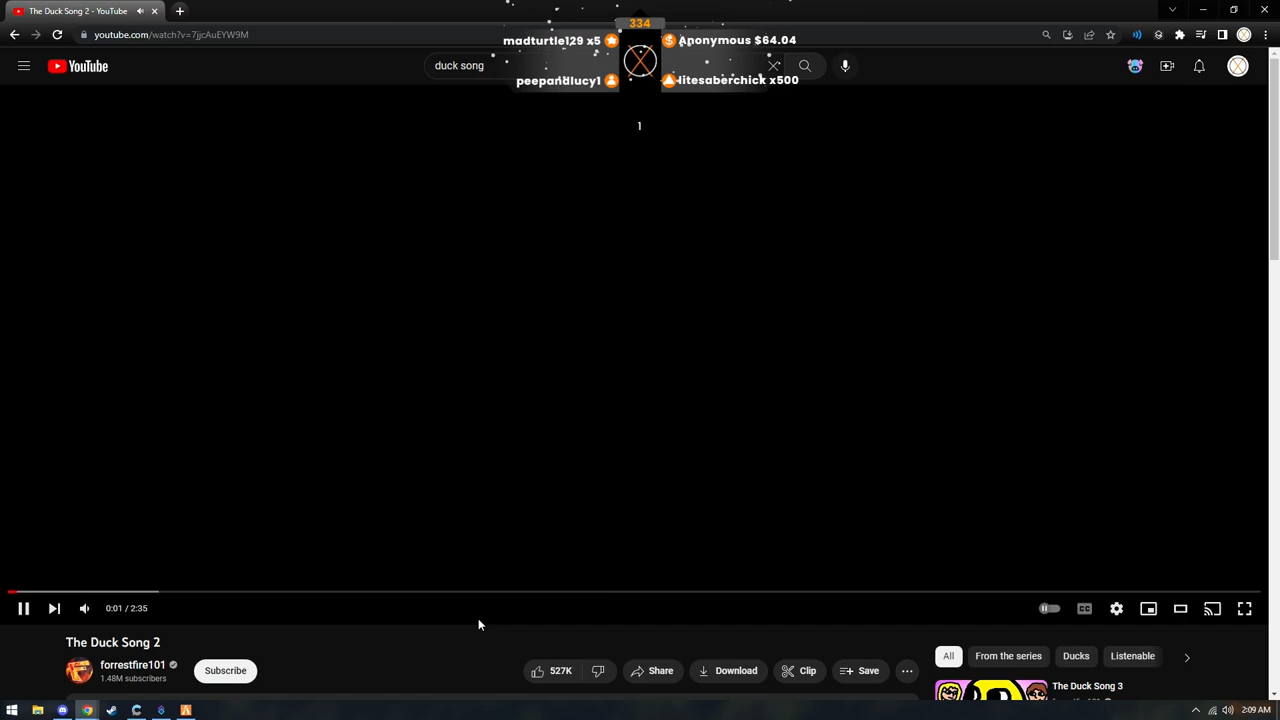 The Duck Song 2 - YouTube
334
youtube.com/watch?v=7jjcAuEYW9M
madturtle129 x5
Anonymous $64.04
YouTube
duck song
peepandlucy1
litesaberchick x500
1
0:01 / 2:35
CC
The Duck Song 2
forrestfire101
1.48M subscribers
Subscribe
527K
Share
Download
Clip
Save
All
From the series
Ducks
Listenable
The Duck Song 3
2:09 AM